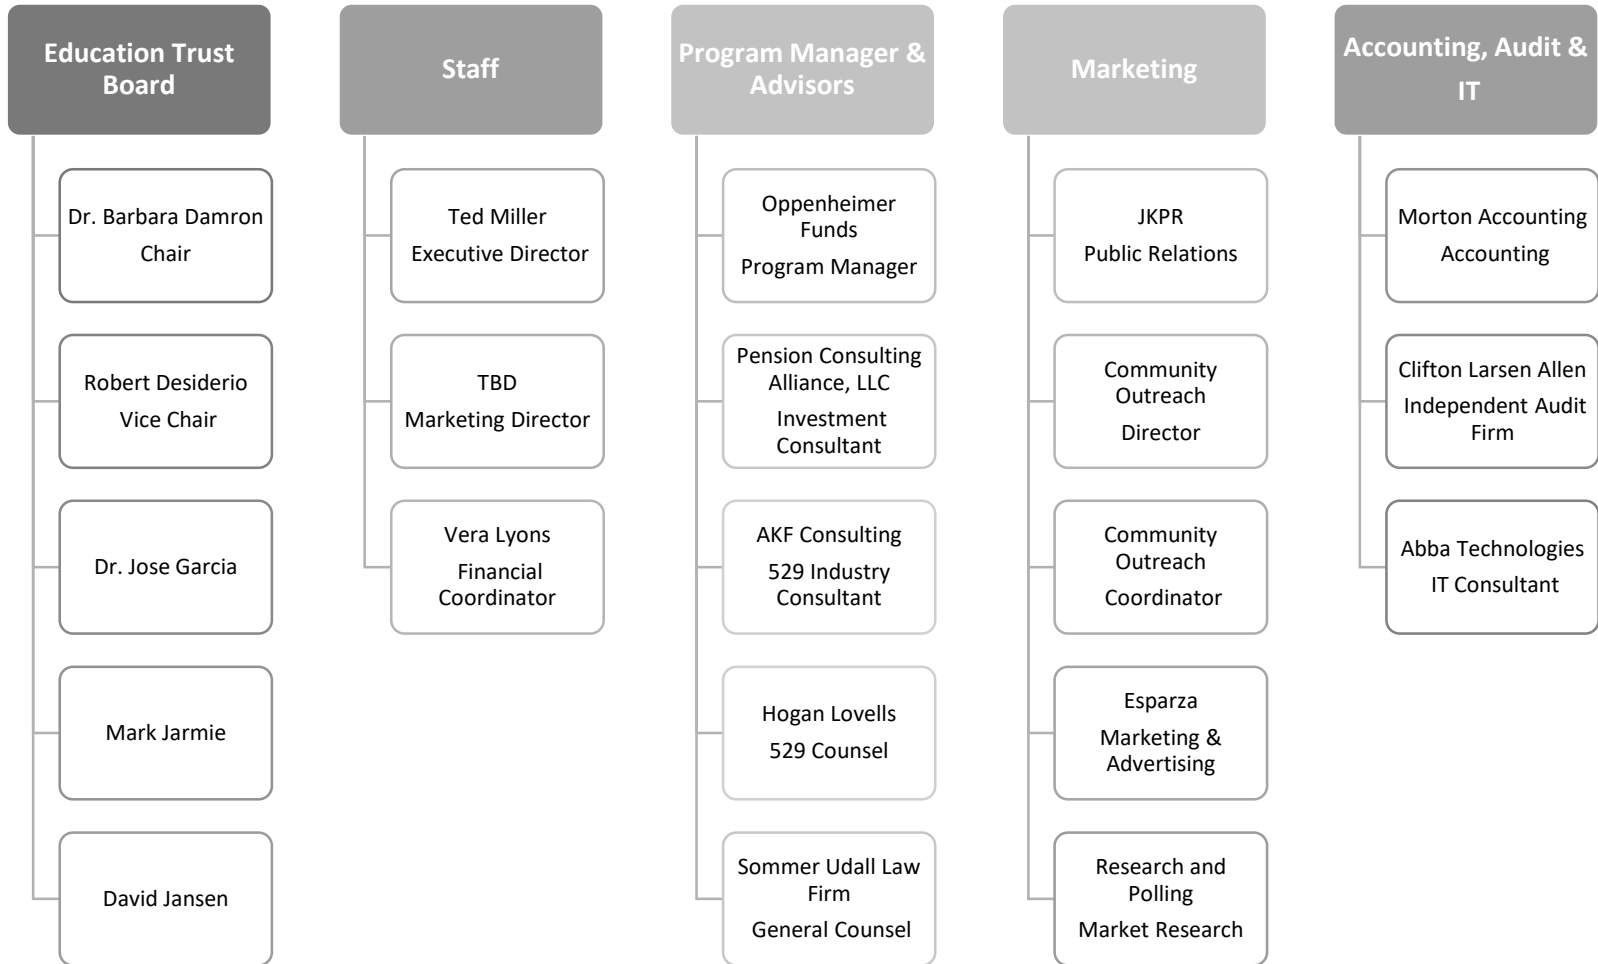 Education Trust
Board
Dr. Barbara Damron
Chair
Robert Desiderio
Vice Chair
Dr. Jose Garcia
Mark Jarmie
David Jansen
Staff
Ted Miller
Executive Director
TBD
Marketing Director
Vera Lyons
Financial
Coordinator
Program Manager &
Advisors
Oppenheimer
Funds
Program Manager
Pension Consulting
Alliance, LLC
Investment
Consultant
AKF Consulting
529 Industry
Consultant
Hogan Lovells
529 Counsel
Sommer Udall Law
Firm
General Counsel
Marketing
JKPR
Public Relations
Community
Outreach
Director
Community
Outreach
Coordinator
Esparza
Marketing &
Advertising
Research and
Polling
Market Research
Accounting, Audit &
IT
Morton Accounting
Accounting
Clifton Larsen Allen
Independent Audit
Firm
Abba Technologies
IT Consultant